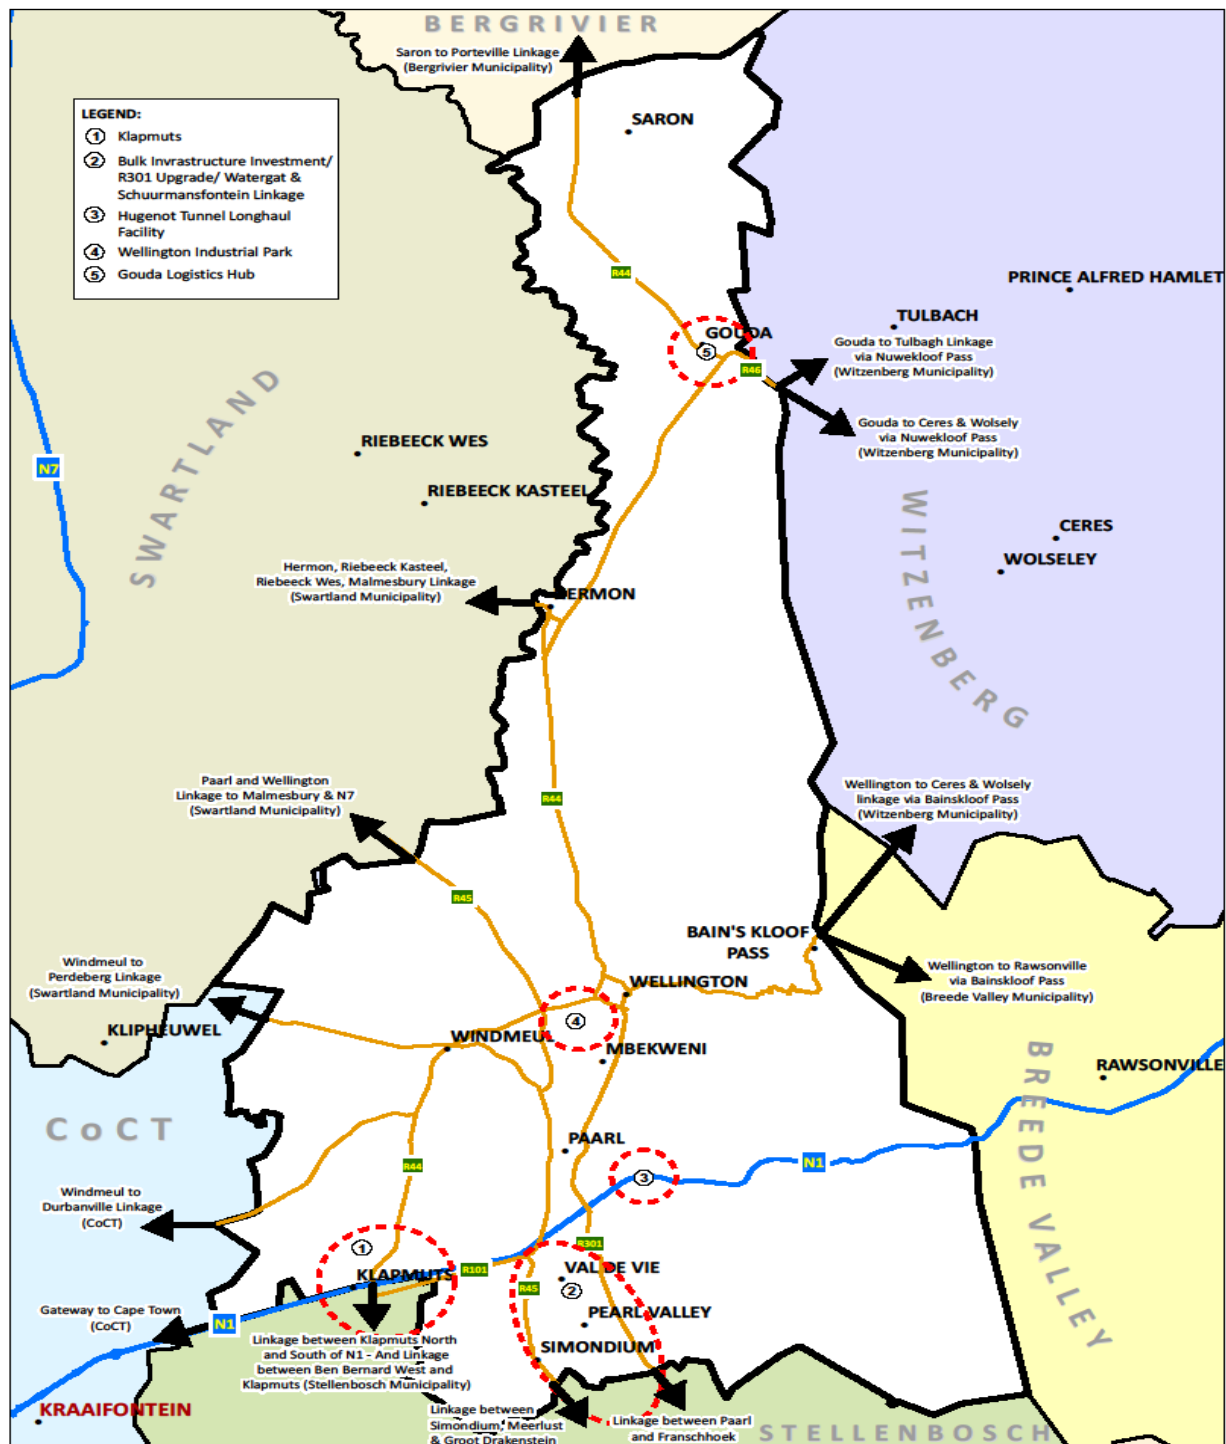 BERGRIVIER
Saron to Porteville Linkage
(Bergrivier Municipality)
LEGEND:
1 Klapmuts
2 Bulk Invrastructure Investment/
R301 Upgrade/ Watergat &
Schuurmansfontein Linkage
3 Hugenot Tunnel Longhaul
Facility
4 Wellington Industrial Park
5 Gouda Logistics Hub
SARON
R44
PRINCE ALFRED HAMLET
TULBACH
GOUDA
5
R46
Gouda to Tulbagh Linkage
via Nuwekloof Pass
(Witzenberg Municipality)
Gouda to Ceres & Wolsely
via Nuwekloof Pass
(Witzenberg Municipality)
SWARTLAND
N7
RIEBEECK WES
RIEBEECK KASTEEL
WITZENBERG
CERES
WOLSELEY
Hermon, Riebeeck Kasteel,
Riebeeck Wes, Malmesbury Linkage
(Swartland Municipality)
HERMON
Paarl and Wellington
Linkage to Malmesbury & N7
(Swartland Municipality)
R44
Wellington to Ceres & Wolsely
linkage via Bainskloof Pass
(Witzenberg Municipality)
R45
BAIN'S KLOOF
PASS
Windmeul to
Perdeberg Linkage
(Swartland Municipality)
WELLINGTON
Wellington to Rawsonville
via Bainskloof Pass
(Breede Valley Municipality)
KLIPHEUWEL
4
WINDMEUL
MBEKWENI
BREEDE VALLEY
RAWSONVILLE
CoCT
PAARL
R44
3
N1
Windmeul to
Durbanville Linkage
(CoCT)
1
R301
KLAPMUTS
R101
VAL DE VIE
R45
2
Gateway to Cape Town
(CoCT)
N1
PEARL VALLEY
Linkage between Klapmuts North
and South of N1 - And Linkage
between Ben Bernard West and
Klapmuts (Stellenbosch Municipality)
SIMONDIUM
KRAAIFONTEIN
Linkage between
Simondium, Meerlust
& Groot Drakenstein
Linkage between Paarl
and Franschhoek
STELLENBOSCH